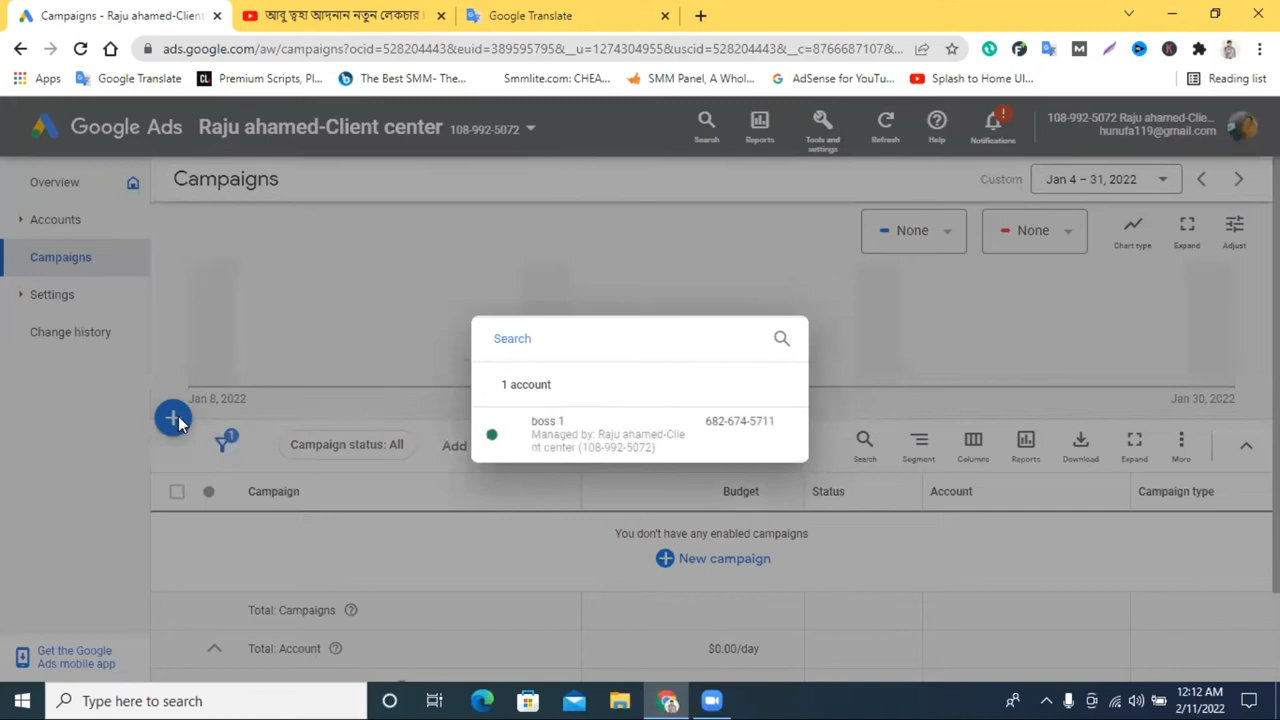 Campaigns - Raju ahamed-Client
আবু ত্বহা আদনান নতুন লেকচার
Google Translate
ads.google.com/aw/campaigns?ocid=528204443&euid=3895957957&__u=1274304955&uscid=528204443&__c=8766687107&...
Apps
Google Translate
Premium Scripts, Pl...
The Best SMM- The...
Smmlite.com: CHEA...
SMM Panel, A Whol...
AdSense for YouTu...
Splash to Home UI...
Reading list
Google Ads
Raju ahamed-Client center 108-992-5072
Search
Reports
Tools and settings
Refresh
Help
Notifications
108-992-5072 Raju ahamed-Clie...
hunufa119@gmail.com
Overview
Accounts
Campaigns
Settings
Change history
Campaigns
Custom
Jan 4 – 31, 2022
None
None
Chart type
Expand
Adjust
Search
1 account
boss 1
682-674-5711
Managed by: Raju ahamed-Clie
nt center (108-992-5072)
Jan 8, 2022
Jan 30, 2022
1
Campaign status: All
Add
Search
Segment
Columns
Reports
Download
Expand
More
Campaign
Budget
Status
Account
Campaign type
You don't have any enabled campaigns
New campaign
Total: Campaigns
Total: Account
$0.00/day
Get the Google
Ads mobile app
Type here to search
12:12 AM
2/11/2022